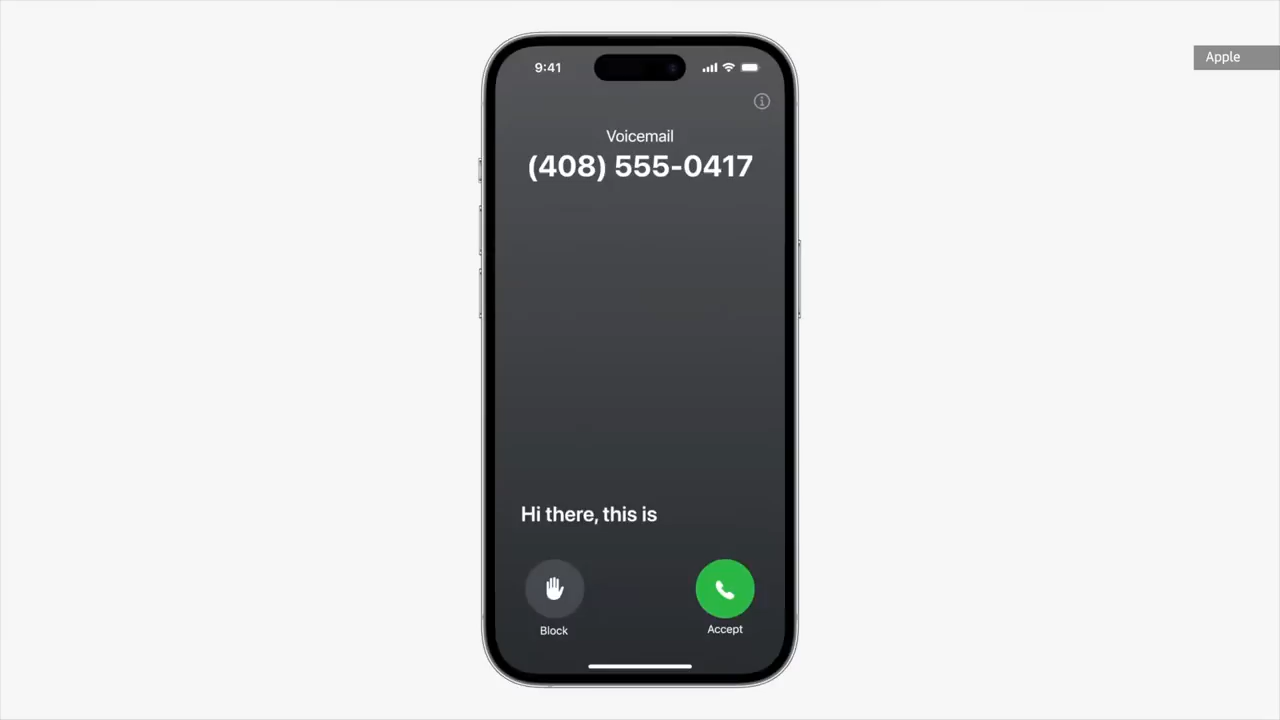 Apple
9:41
Voicemail
(408) 555-0417
Hi there, this is
Block
Accept